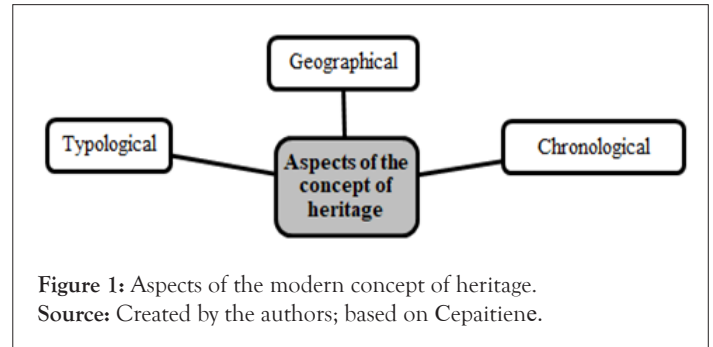 Geographical
Typological
Chronological
Aspects of the
concept of
heritage
Figure 1: Aspects of the modern concept of heritage.
Source: Created by the authors; based on Cepaitiene.